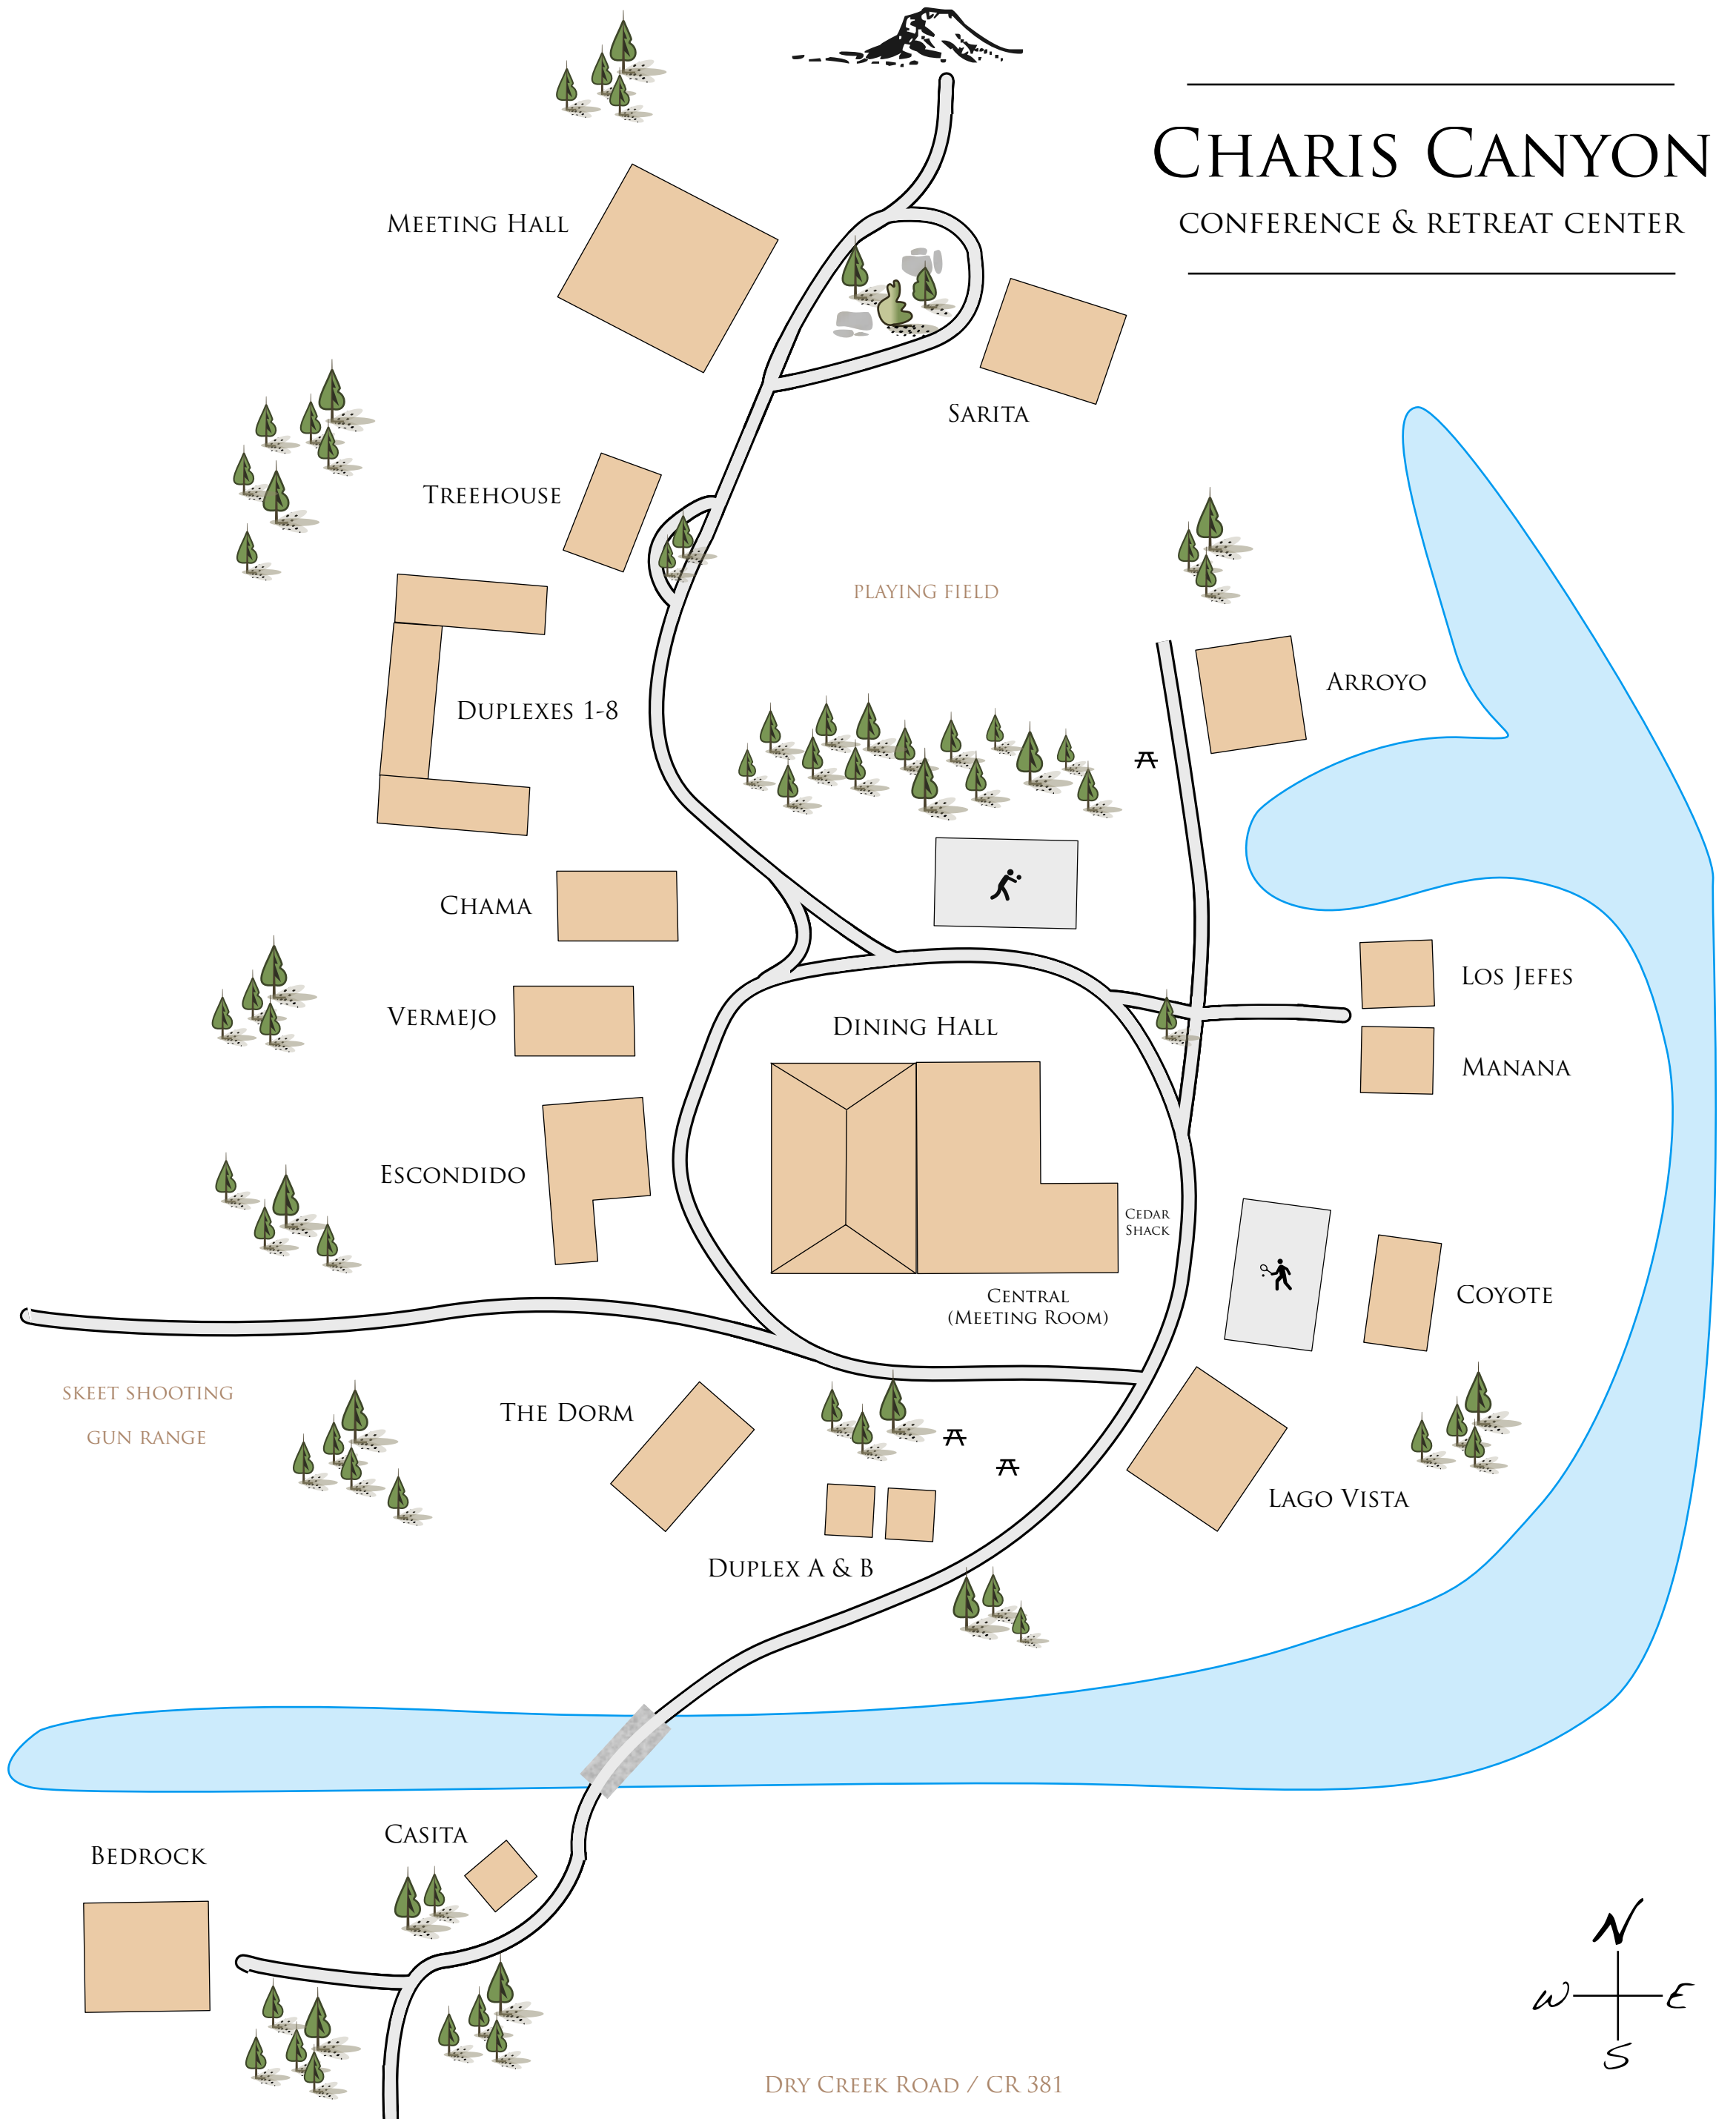 Charis Canyon
conference & retreat center
Meeting Hall
Sarita
Treehouse
playing field
Arroyo
Duplexes 1-8
Chama
Los Jefes
Vermejo
Dining Hall
Manana
Escondido
Cedar
Shack
Central
(Meeting Room)
Coyote
skeet shooting
gun range
The Dorm
Lago Vista
Duplex A & B
Casita
Bedrock
N
W
E
S
Dry Creek Road / CR 381